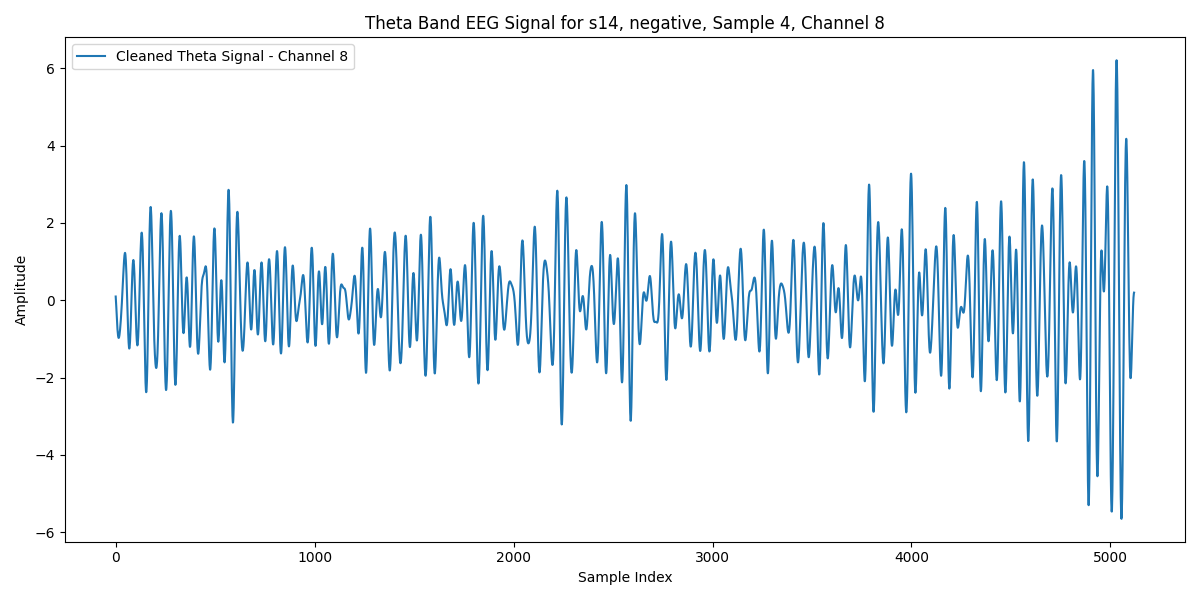 Theta Band EEG Signal for s14, negative, Sample 4, Channel 8
Cleaned Theta Signal - Channel 8
Amplitude
6
4
2
0
−2
−4
−6
0 1000 2000 3000 4000 5000
Sample Index